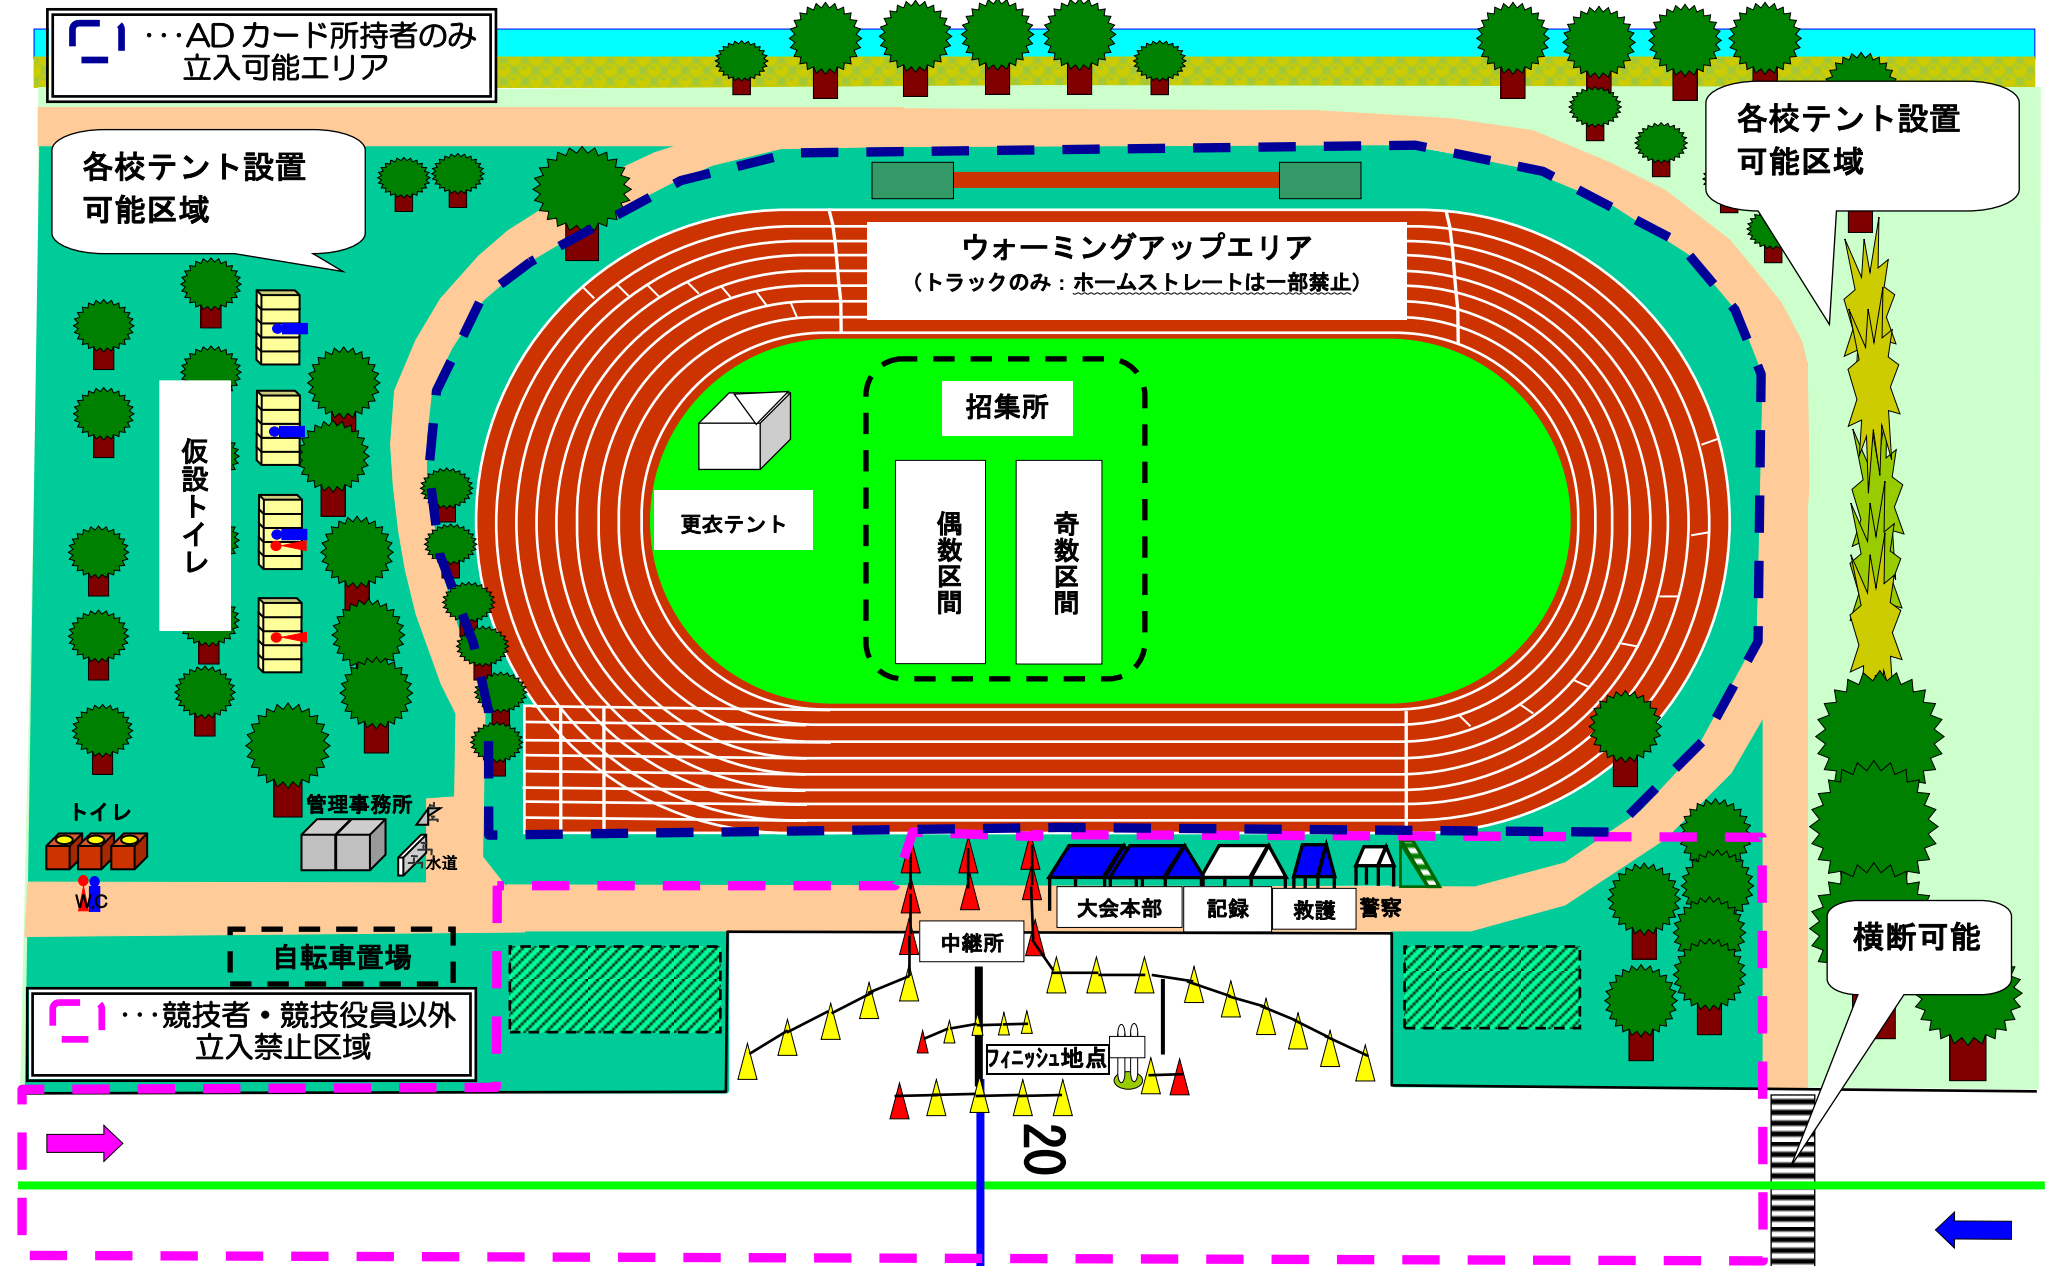 ･･･ADカード所持者のみ
立入可能エリア
各校テント設置
可能区域
各校テント設置
可能区域
ウォーミングアップエリア
（トラックのみ：ホームストレートは一部禁止）
招集所
偶数区間
奇数区間
更衣テント
仮設トイレ
トイレ
W.C
管理事務所
水道
自転車置場
･･･競技者・競技役員以外
立入禁止区域
大会本部
記録
救護
警察
中継所
フィニッシュ地点
横断可能
20